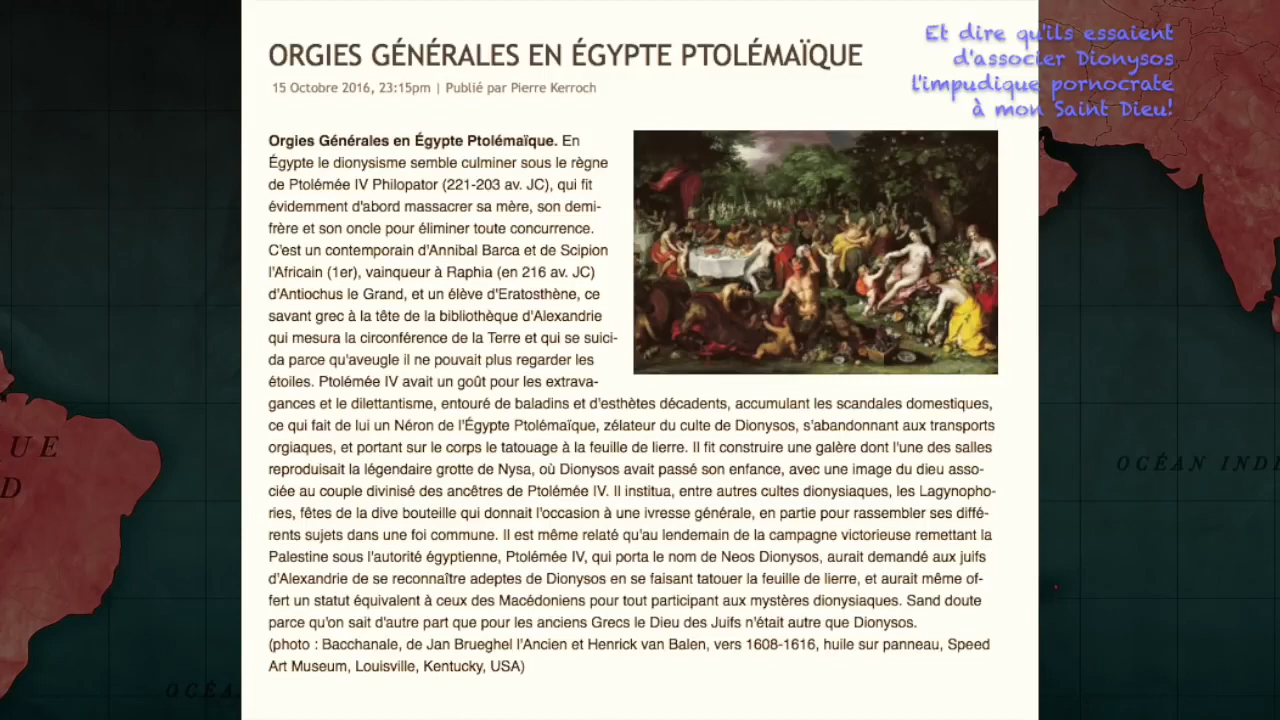 ORGIES GÉNÉRALES EN ÉGYPTE PTOLÉMAÏQUE
15 Octobre 2016, 23:15pm | Publié par Pierre Kerroch
Et dire qu'ils essaient
d'associer Dionysos
l'impudique pornocrate
à mon Saint Dieu!
Orgies Générales en Égypte Ptolémaïque. En
Égypte le dionysisme semble culminer sous le règne
de Ptolémée IV Philopator (221-203 av. JC), qui fit
évidemment d'abord massacrer sa mère, son demi-
frère et son oncle pour éliminer toute concurrence.
C'est un contemporain d'Annibal Barca et de Scipion
l'Africain (1er), vainqueur à Raphia (en 216 av. JC)
d'Antiochus le Grand, et un élève d'Eratosthène, ce
savant grec à la tête de la bibliothèque d'Alexandrie
qui mesura la circonférence de la Terre et qui se suici-
da parce qu'aveugle il ne pouvait plus regarder les
étoiles. Ptolémée IV avait un goût pour les extrava-
gances et le dilettantisme, entouré de baladins et d'esthètes décadents, accumulant les scandales domestiques,
ce qui fait de lui un Néron de l'Égypte Ptolémaïque, zélateur du culte de Dionysos, s'abandonnant aux transports
orgiaques, et portant sur le corps le tatouage à la feuille de lierre. Il fit construire une galère dont l'une des salles
reproduisait la légendaire grotte de Nysa, où Dionysos avait passé son enfance, avec une image du dieu asso-
ciée au couple divinisé des ancêtres de Ptolémée IV. Il institua, entre autres cultes dionysiaques, les Lagynopho-
ries, fêtes de la dive bouteille qui donnait l'occasion à une ivresse générale, en partie pour rassembler ses diffé-
rents sujets dans une foi commune. Il est même relaté qu'au lendemain de la campagne victorieuse remettant la
Palestine sous l'autorité égyptienne, Ptolémée IV, qui porta le nom de Neos Dionysos, aurait demandé aux juifs
d'Alexandrie de se reconnaître adeptes de Dionysos en se faisant tatouer la feuille de lierre, et aurait même of-
fert un statut équivalent à ceux des Macédoniens pour tout participant aux mystères dionysiaques. Sand doute
parce qu'on sait d'autre part que pour les anciens Grecs le Dieu des Juifs n'était autre que Dionysos.
(photo : Bacchanale, de Jan Brueghel l'Ancien et Henrick van Balen, vers 1608-1616, huile sur panneau, Speed
Art Museum, Louisville, Kentucky, USA)
UE
D
OCÉAN INDI
OCÉA